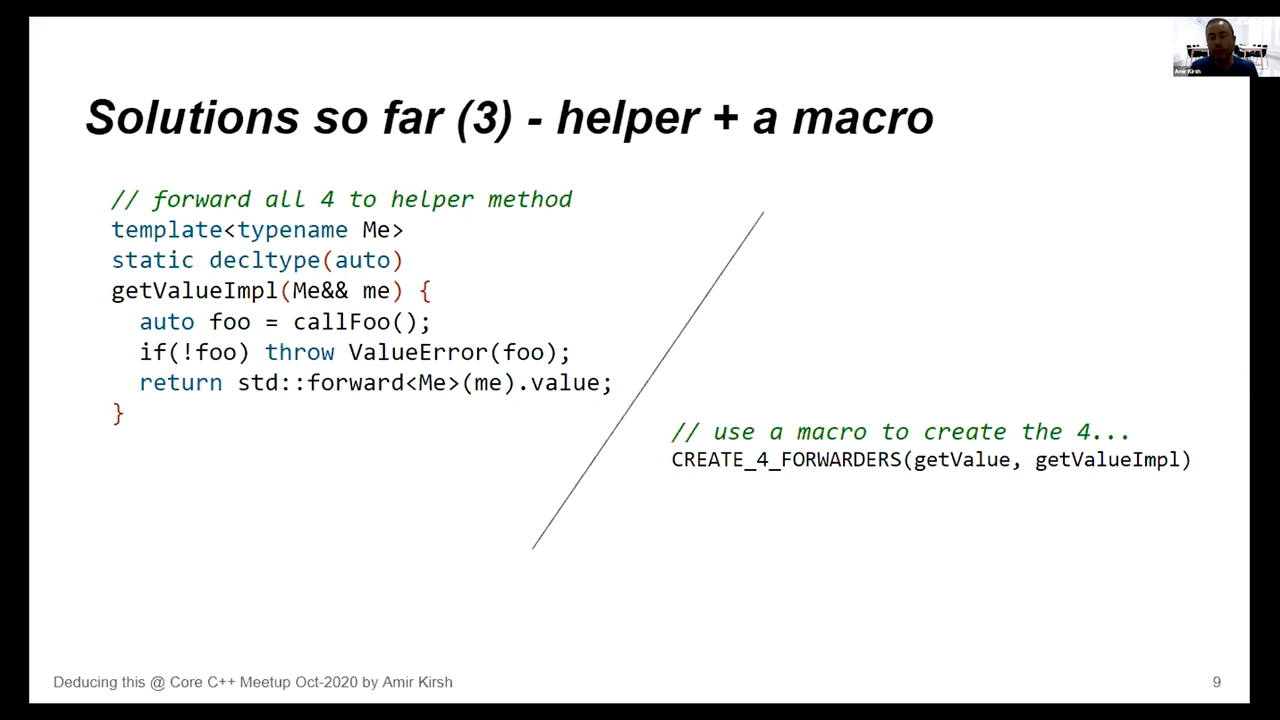 Amir Kirsh
Solutions so far (3) - helper + a macro
// forward all 4 to helper method
template<typename Me>
static decltype(auto)
getValueImpl(Me&& me) {
auto foo = callFoo();
if(!foo) throw ValueError(foo);
return std::forward<Me>(me).value;
}
// use a macro to create the 4...
CREATE_4_FORWARDERS(getValue, getValueImpl)
Deducing this @ Core C++ Meetup Oct-2020 by Amir Kirsh
9